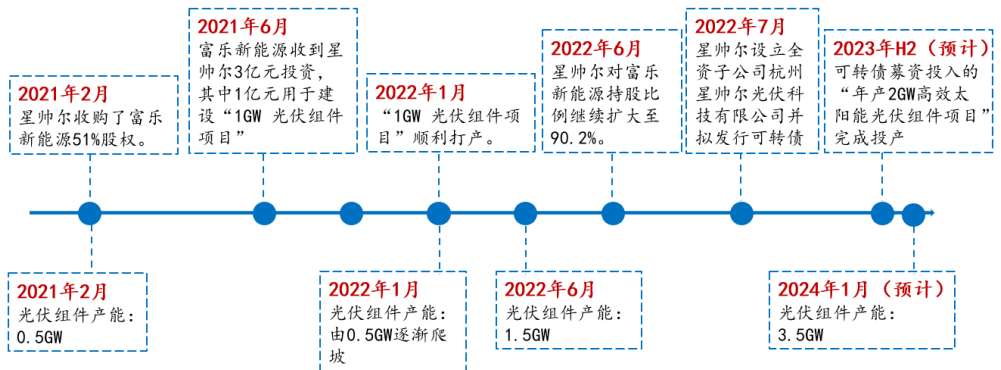 2021年2月
星帅尔收购了富乐
新能源51%股权。
2021年6月
富乐新能源收到星
帅尔3亿元投资，
其中1亿元用于建
设“1GW 光伏组件
项目”
2022年1月
“1GW 光伏组件项
目”顺利打产。
2022年6月
星帅尔对富乐
新能源持股比
例继续扩大至
90.2%。
2022年7月
星帅尔设立全
资子公司杭州
星帅尔光伏科
技有限公司并
拟发行可转债
2023年H2（预计）
可转债募资投入的
“年产2GW高效太
阳能光伏组件项目”
完成投产
2021年2月
光伏组件产能：
0.5GW
2022年1月
光伏组件产能：
由0.5GW逐渐爬
坡
2022年6月
光伏组件产能：
1.5GW
2024年1月（预计）
光伏组件产能：
3.5GW